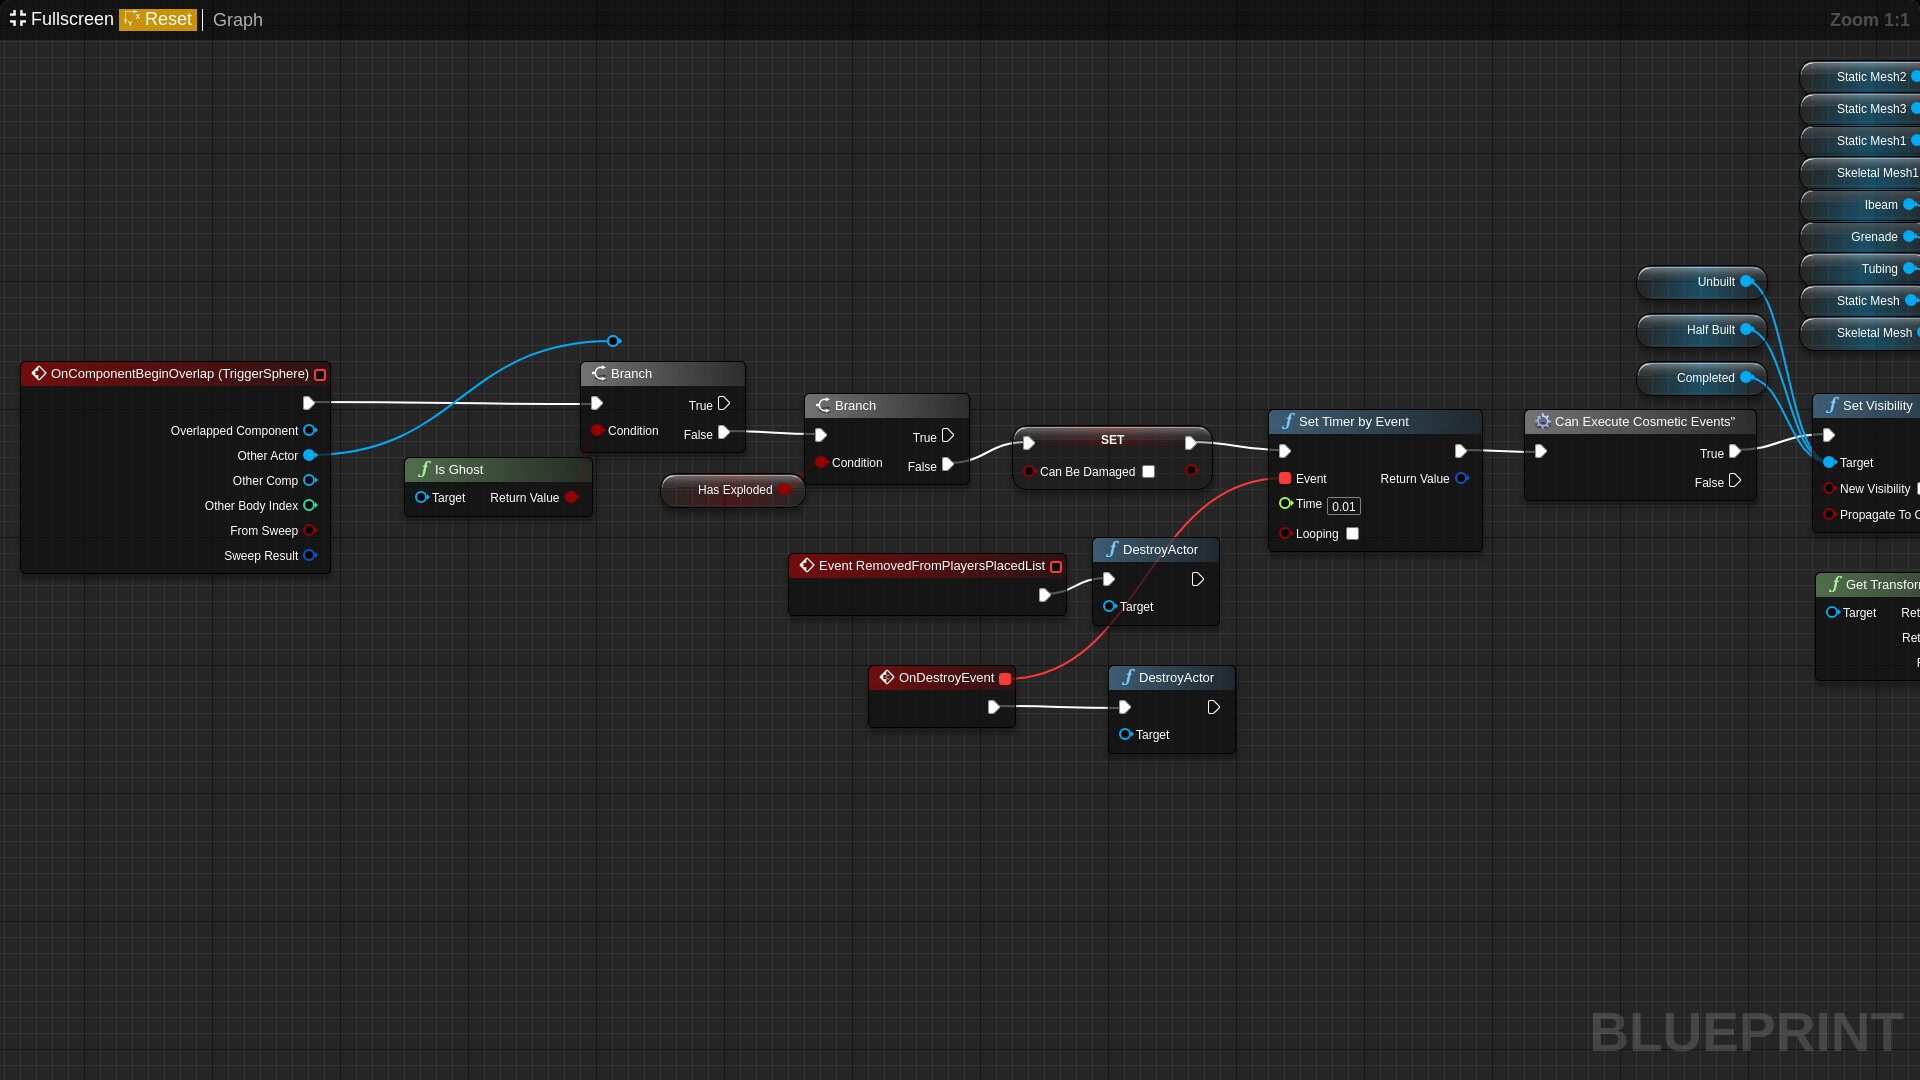 Fullscreen Reset Graph
Zoom 1:1
Static Mesh2
Static Mesh3
Static Mesh1
Skeletal Mesh1
Ibeam
Grenade
Tubing
Static Mesh
Skeletal Mesh
Unbuilt
Half Built
Completed
OnComponentBeginOverlap (TriggerSphere)
Overlapped Component
Other Actor
Other Comp
Other Body Index
From Sweep
Sweep Result
Is Ghost
Target Return Value
Branch
True
Condition
False
Has Exploded
Branch
True
Condition
False
SET
Can Be Damaged
Set Timer by Event
Event Return Value
Time 0.01
Looping
Can Execute Cosmetic Events"
True
False
Set Visibility
Target
New Visibility
Propagate To C
Get Transfor
Target Ret
Ret
Event RemovedFromPlayersPlacedList
DestroyActor
Target
OnDestroyEvent
DestroyActor
Target
BLUEPRINT